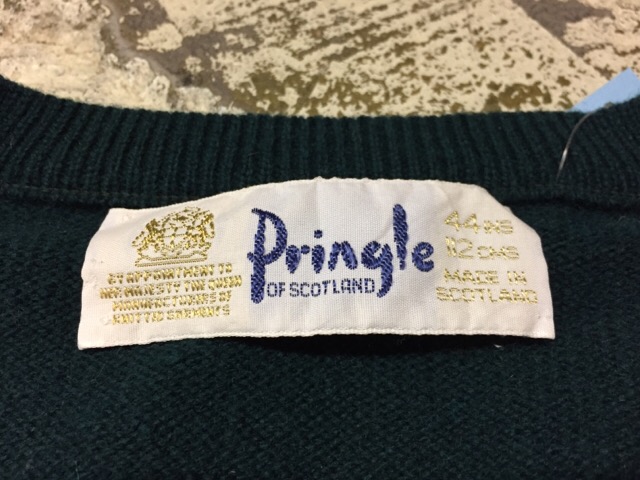 BY APPOINTMENT TO
HER MAJESTY THE QUEEN
MANUFACTURERS OF
KNITTED GARMENTS
Pringle
OF SCOTLAND
44 INS
112 CMS
MADE IN
SCOTLAND